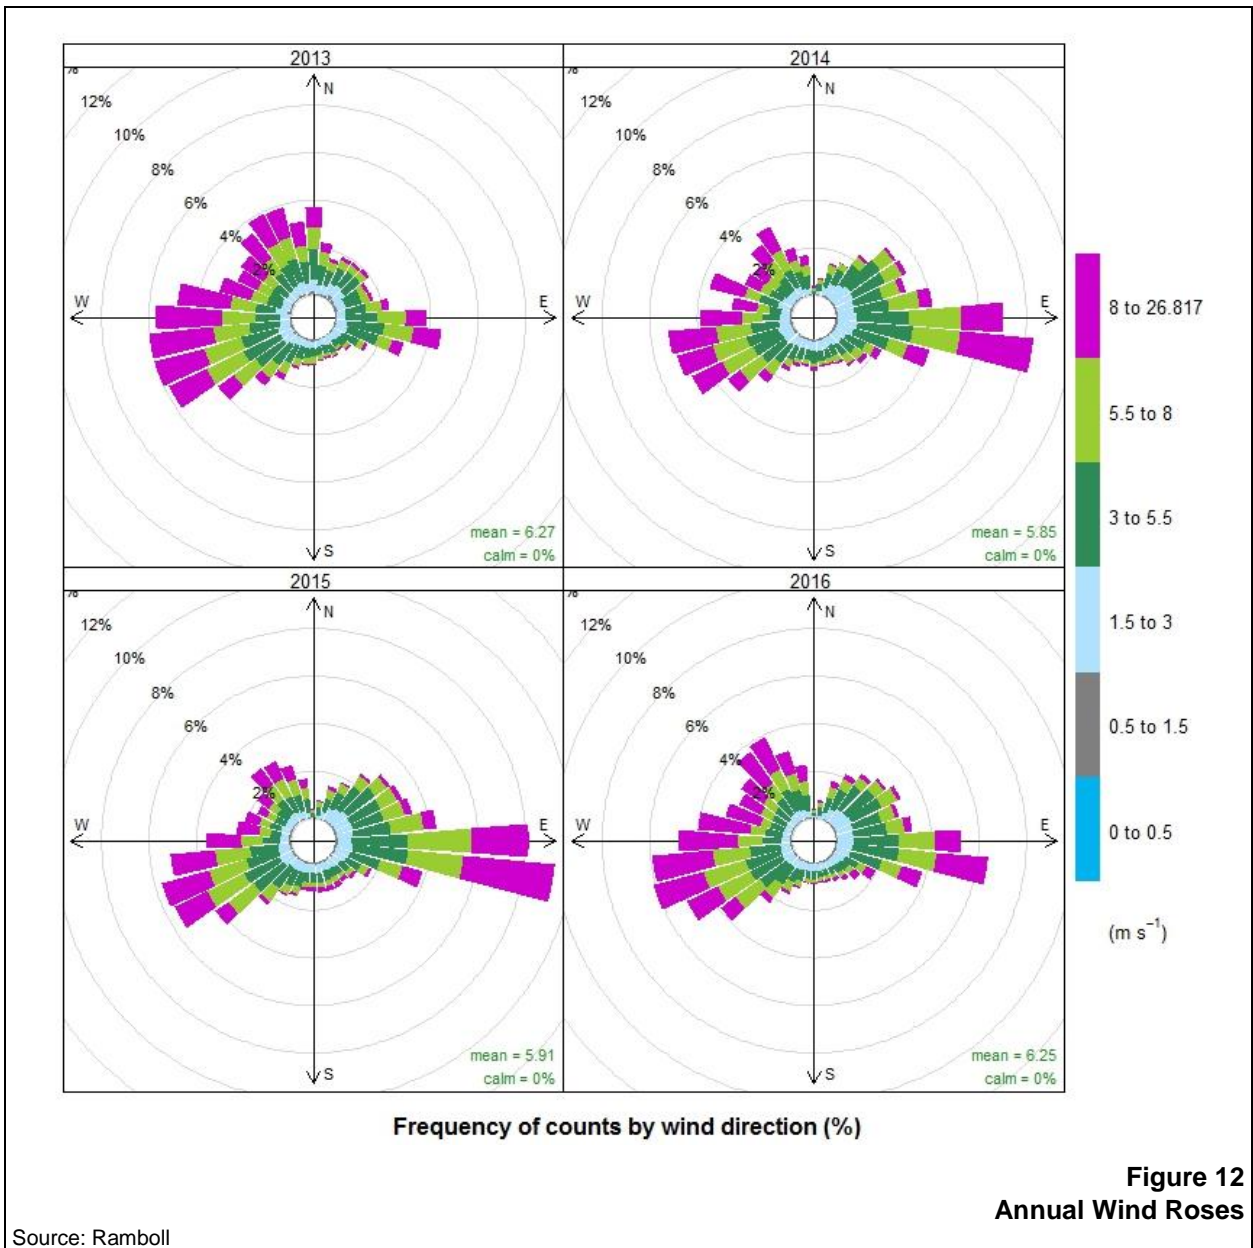 2013
%
12%
10%
8%
6%
4%
2%
N
W
E
S
mean = 6.27
calm = 0%
2014
%
12%
10%
8%
6%
4%
2%
N
W
E
S
mean = 5.85
calm = 0%
2015
%
12%
10%
8%
6%
4%
2%
N
W
E
S
mean = 5.91
calm = 0%
2016
%
12%
10%
8%
6%
4%
2%
N
W
E
S
mean = 6.25
calm = 0%
8 to 26.817
5.5 to 8
3 to 5.5
1.5 to 3
0.5 to 1.5
0 to 0.5
(m s⁻¹)
Frequency of counts by wind direction (%)
Figure 12
Annual Wind Roses
Source: Ramboll